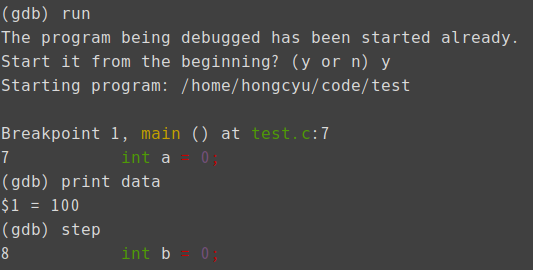 (gdb) run
The program being debugged has been started already.
Start it from the beginning? (y or n) y
Starting program: /home/hongcyu/code/test
Breakpoint 1, main () at test.c:7
7 int a = 0;
(gdb) print data
$1 = 100
(gdb) step
8 int b = 0;